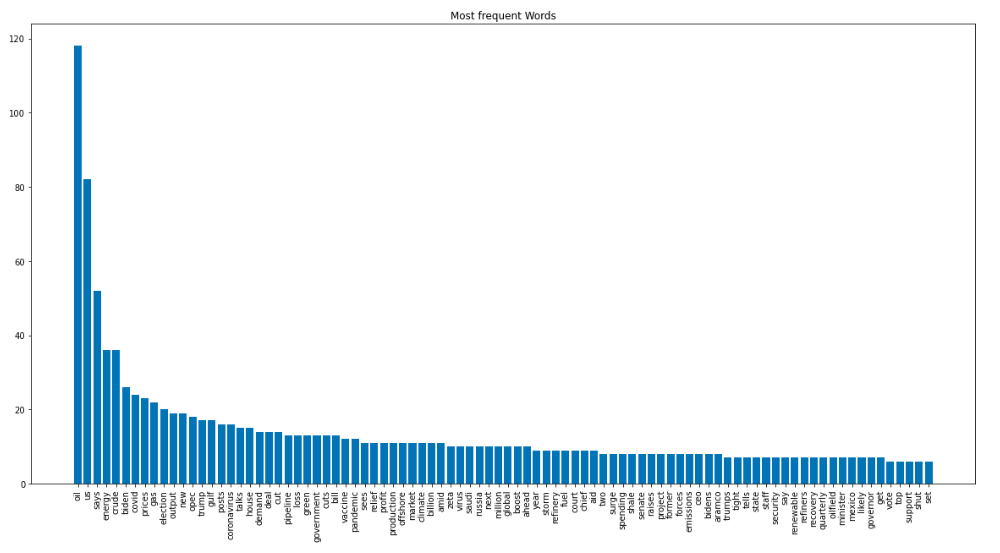 Most frequent Words
120
100
80
60
40
20
0
oil
us
says
energy
crude
biden
covid
prices
gas
election
output
new
opec
trump
gulf
posts
coronavirus
talks
house
demand
deal
cut
pipeline
loss
green
government
cuts
bill
vaccine
pandemic
sees
relief
profit
production
offshore
market
climate
billion
million
amid
zeta
virus
saudi
russia
next
global
boost
ahead
year
storm
refinery
fuel
court
chief
aid
two
surge
spending
shale
senate
raises
project
former
forces
emissions
ceo
bidens
aramco
trumps
tight
tells
state
staff
security
say
renewable
refiners
recovery
quarterly
oilfield
minister
mexico
likely
governor
get
vote
top
support
shut
set